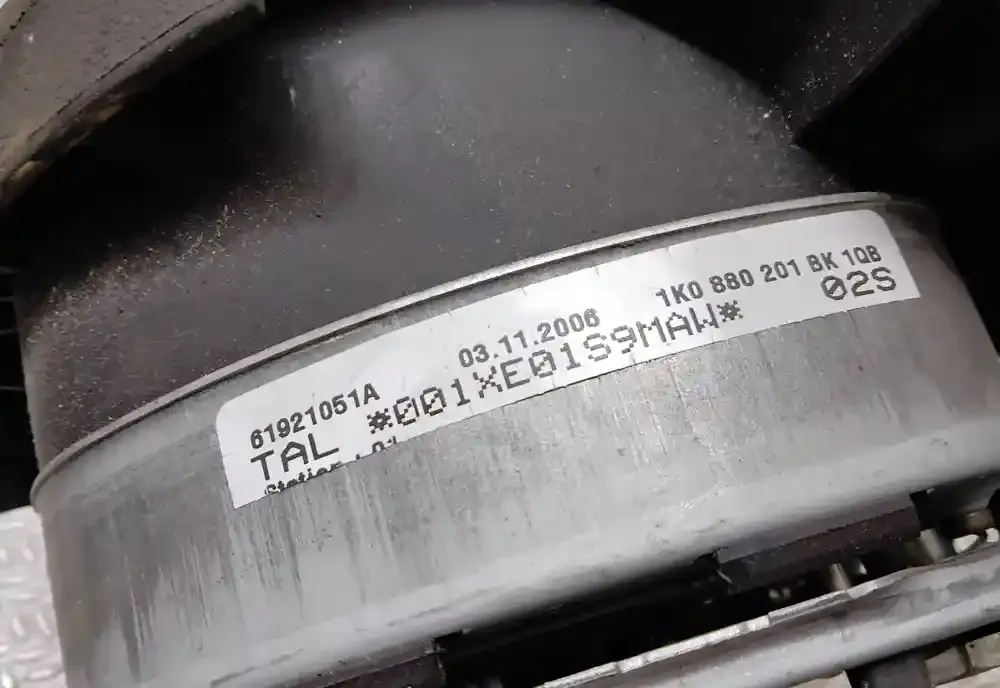 61921051A 03.11.2006 1K0 880 201 BK 1QB
TAL *001XE01S9MAW* 02S